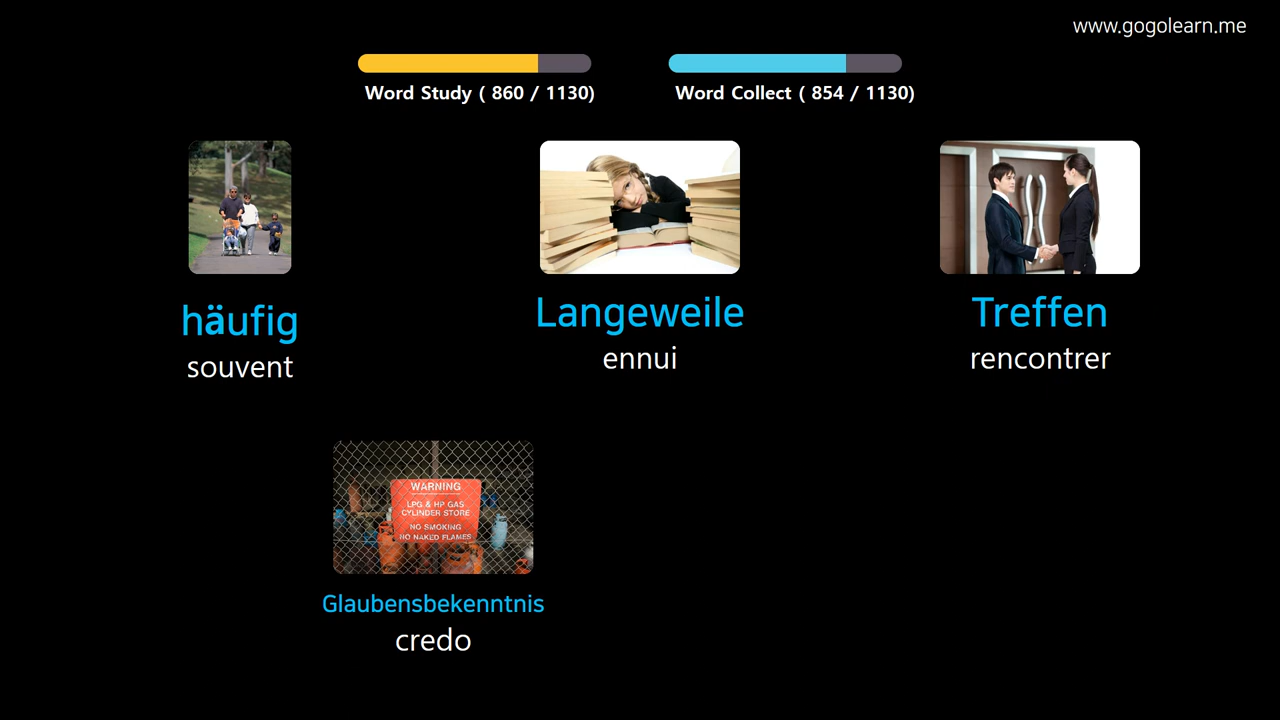 www.gogolearn.me
Word Study ( 860 / 1130)
Word Collect ( 854 / 1130)
häufig
souvent
Langeweile
ennui
Treffen
rencontrer
WARNING
LPG & HP GAS
CYLINDER STORE
NO SMOKING
NO NAKED FLAMES
Glaubensbekenntnis
credo